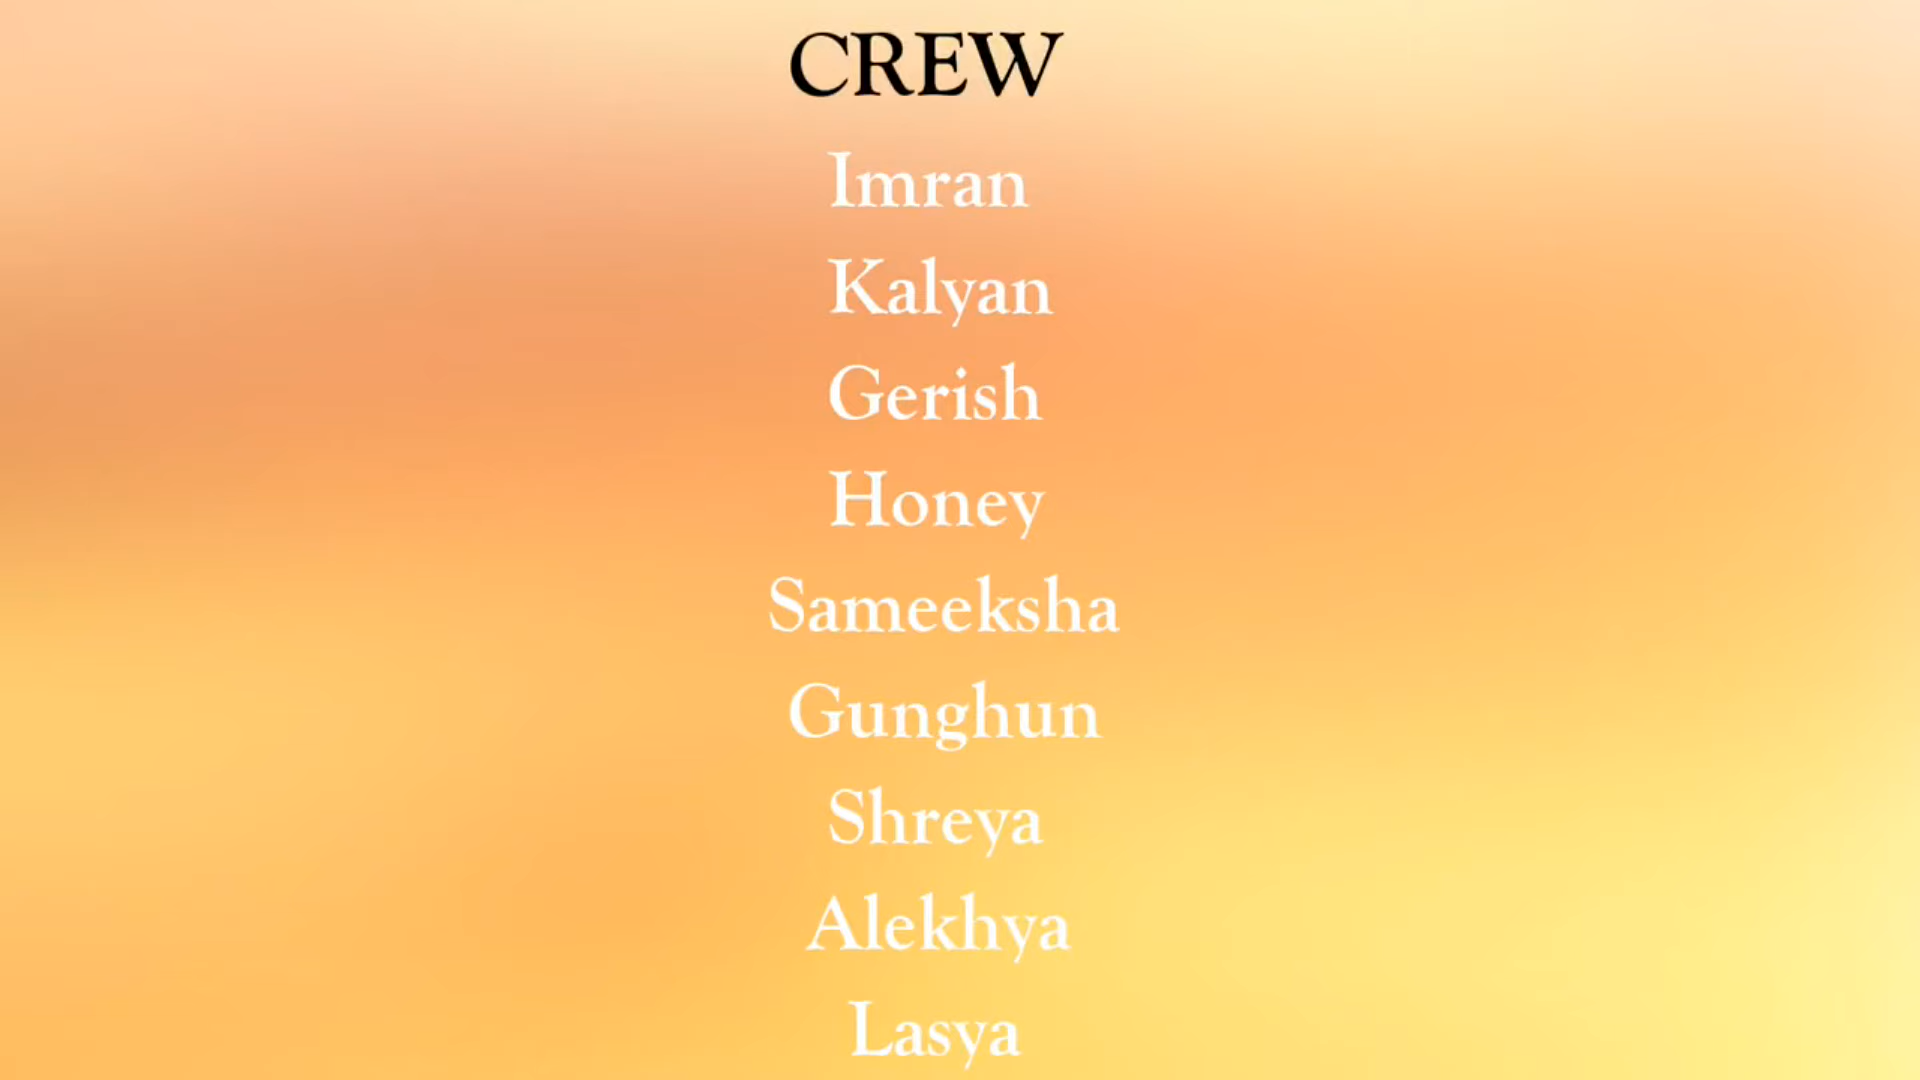 CREW
Imran
Kalyan
Gerish
Honey
Sameeksha
Gunghun
Shreya
Alekhya
Lasya